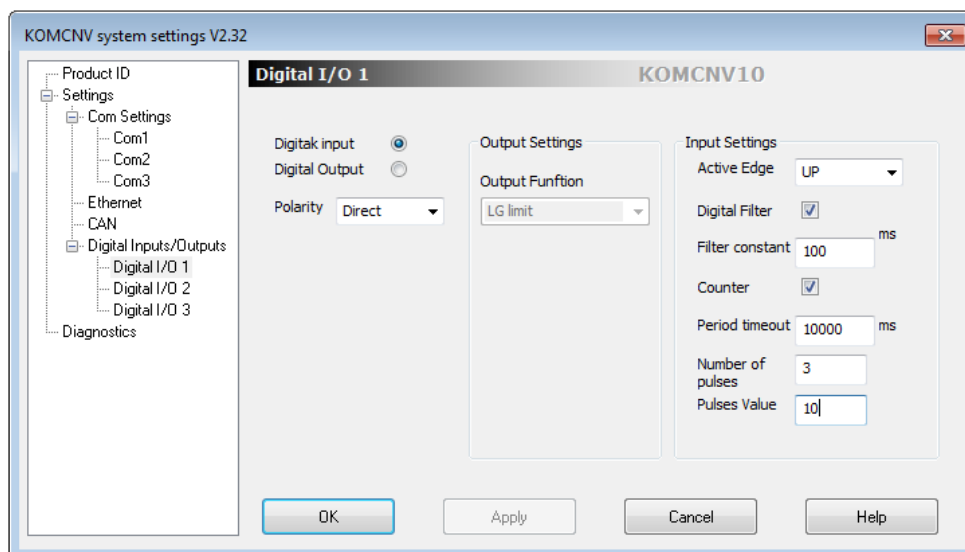 KOMCNV system settings V2.32
Product ID
Settings
Com Settings
Com1
Com2
Com3
Ethernet
CAN
Digital Inputs/Outputs
Digital I/O 1
Digital I/O 2
Digital I/O 3
Diagnostics
Digital I/O 1 KOMCNV10
Digitak input
Digital Output
Polarity Direct
Output Settings
Output Funftion
LG limit
Input Settings
Active Edge UP
Digital Filter
Filter constant 100 ms
Counter
Period timeout 10000 ms
Number of
pulses 3
Pulses Value 10
OK Apply Cancel Help